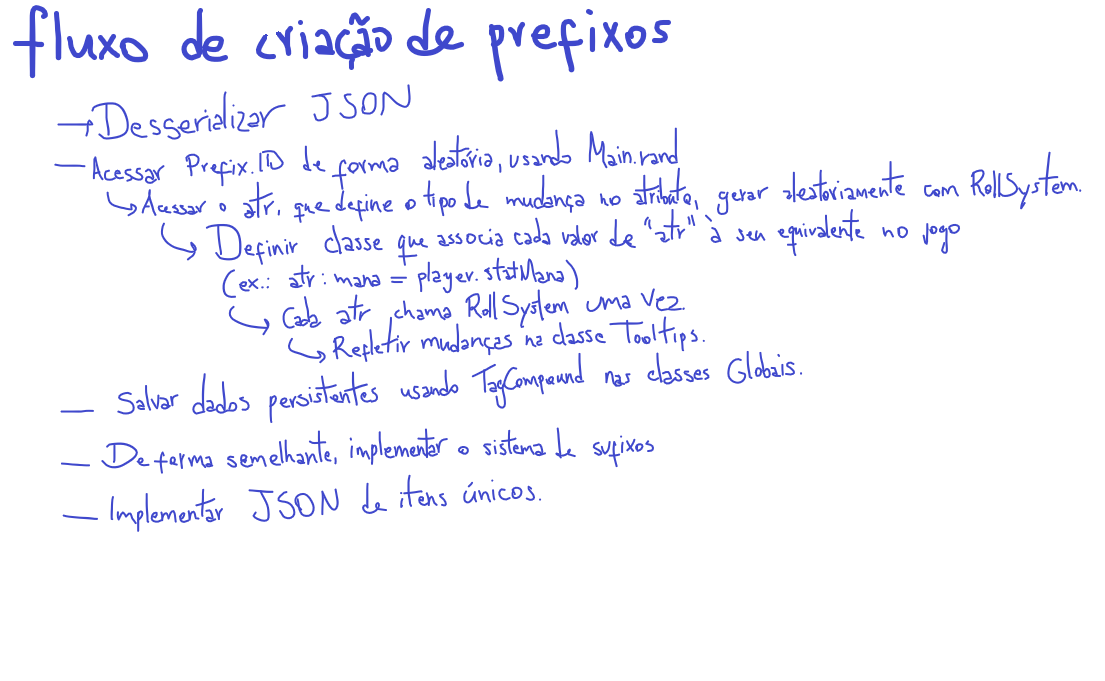 fluxo de criação de prefixos
→ Desserializar JSON
— Acessar Prefix.ID de forma aleatória, usando Main.rand
↳ Acessar o atr, que define o tipo de mudança no atributo, gerar aleatoriamente com RollSystem.
↳ Definir classe que associa cada valor de "atr" à seu equivalente no jogo
(ex.: atr: mana = player.statMana)
↳ Cada atr chama RollSystem uma vez.
↳ Refletir mudanças na classe Tooltips.
— Salvar dados persistentes usando TagCompound nas classes Globais.
— De forma semelhante, implementar o sistema de sufixos
— Implementar JSON de itens únicos.